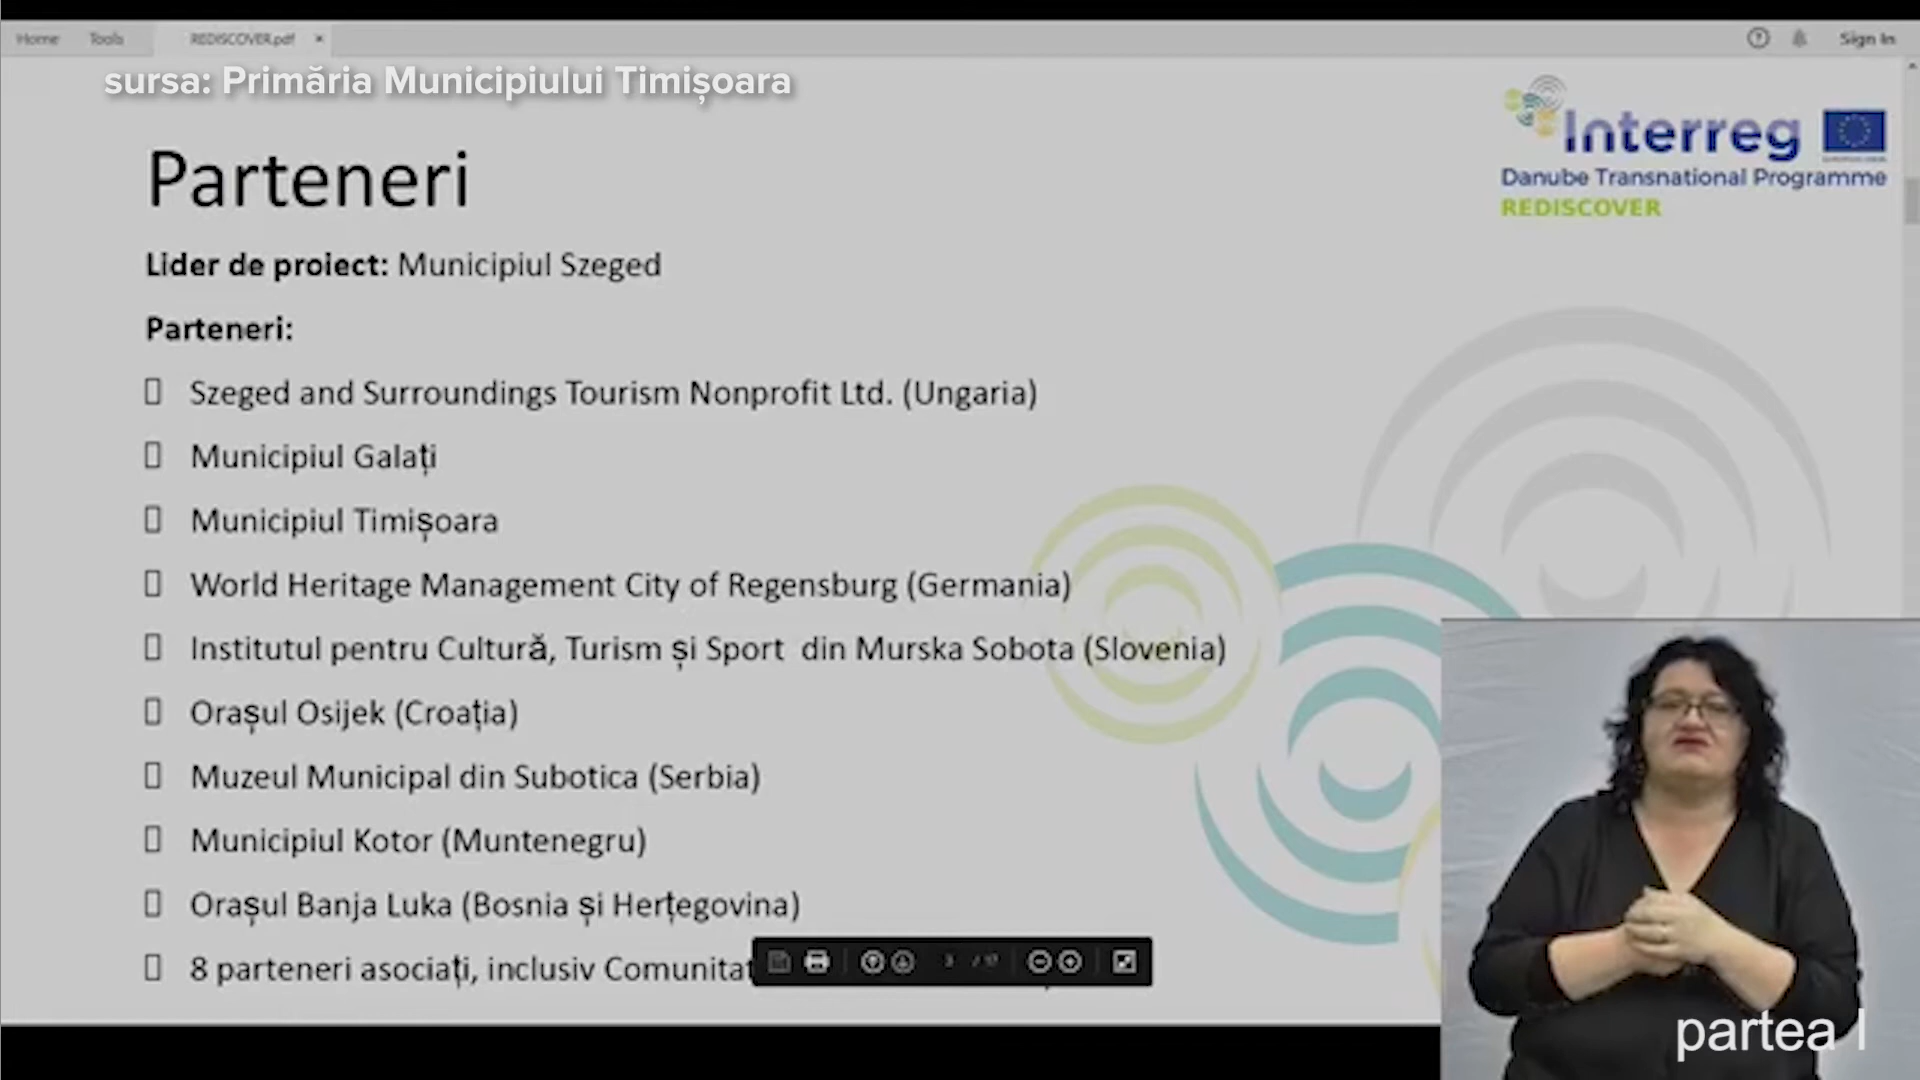 Home Tools REDISCOVER.pdf × Sign In
sursa: Primăria Municipiului Timișoara
Interreg
Danube Transnational Programme
REDISCOVER
Parteneri
Lider de proiect: Municipiul Szeged
Parteneri:
Szeged and Surroundings Tourism Nonprofit Ltd. (Ungaria)
Municipiul Galați
Municipiul Timișoara
World Heritage Management City of Regensburg (Germania)
Institutul pentru Cultură, Turism și Sport din Murska Sobota (Slovenia)
Orașul Osijek (Croația)
Muzeul Municipal din Subotica (Serbia)
Municipiul Kotor (Muntenegru)
Orașul Banja Luka (Bosnia și Herțegovina)
8 parteneri asociați, inclusiv Comunitat
partea I